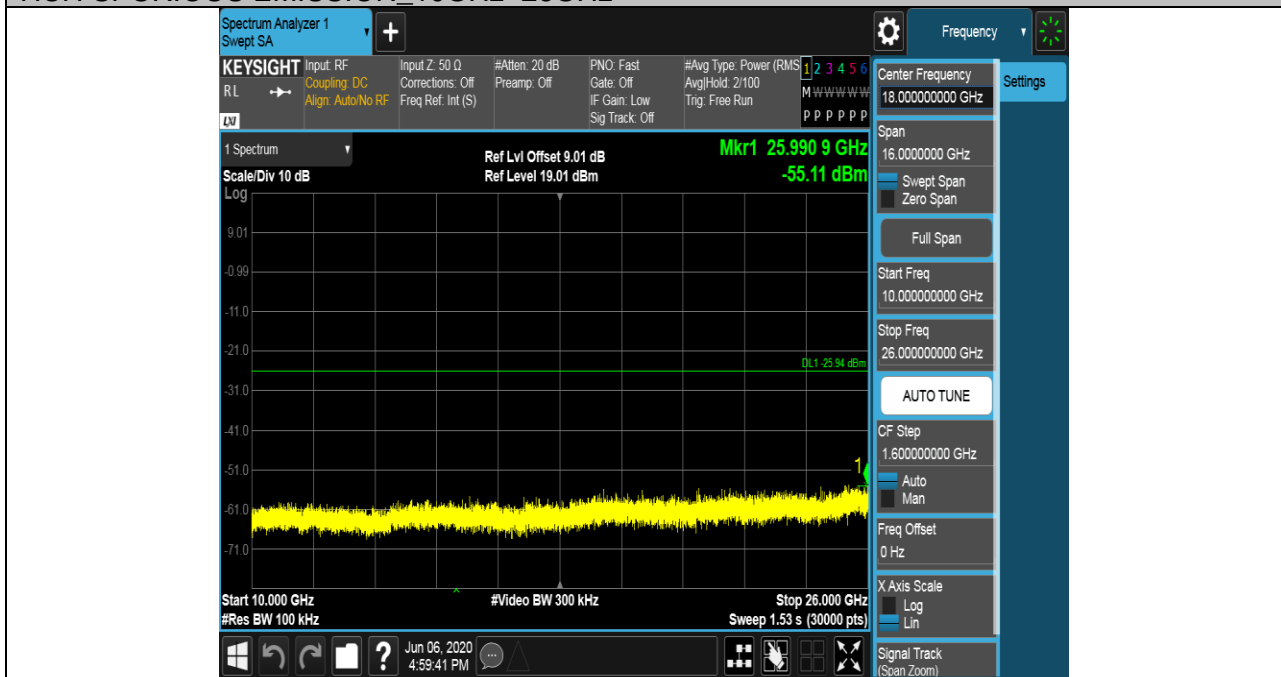 Spectrum Analyzer 1
Swept SA
+
Frequency
KEYSIGHT
RL
LXI
Input: RF
Coupling: DC
Align: Auto/No RF
Input Z: 50 Ω
Corrections: Off
Freq Ref: Int (S)
#Atten: 20 dB
Preamp: Off
PNO: Fast
Gate: Off
IF Gain: Low
Sig Track: Off
#Avg Type: Power (RMS
Avg|Hold: 2/100
Trig: Free Run
1 2 3 4 5 6
M W W W W W
P P P P P P
1 Spectrum
Scale/Div 10 dB
Log
Ref Lvl Offset 9.01 dB
Ref Level 19.01 dBm
Mkr1 25.990 9 GHz
-55.11 dBm
9.01
-0.99
-11.0
-21.0
DL1 -25.94 dBm
-31.0
-41.0
-51.0
1
-61.0
-71.0
Start 10.000 GHz
#Res BW 100 kHz
#Video BW 300 kHz
Stop 26.000 GHz
Sweep 1.53 s (30000 pts)
?
Jun 06, 2020
4:59:41 PM
Center Frequency
18.000000000 GHz
Span
16.0000000 GHz
Swept Span
Zero Span
Full Span
Start Freq
10.000000000 GHz
Stop Freq
26.000000000 GHz
AUTO TUNE
CF Step
1.600000000 GHz
Auto
Man
Freq Offset
0 Hz
X Axis Scale
Log
Lin
Signal Track
(Span Zoom)
Settings